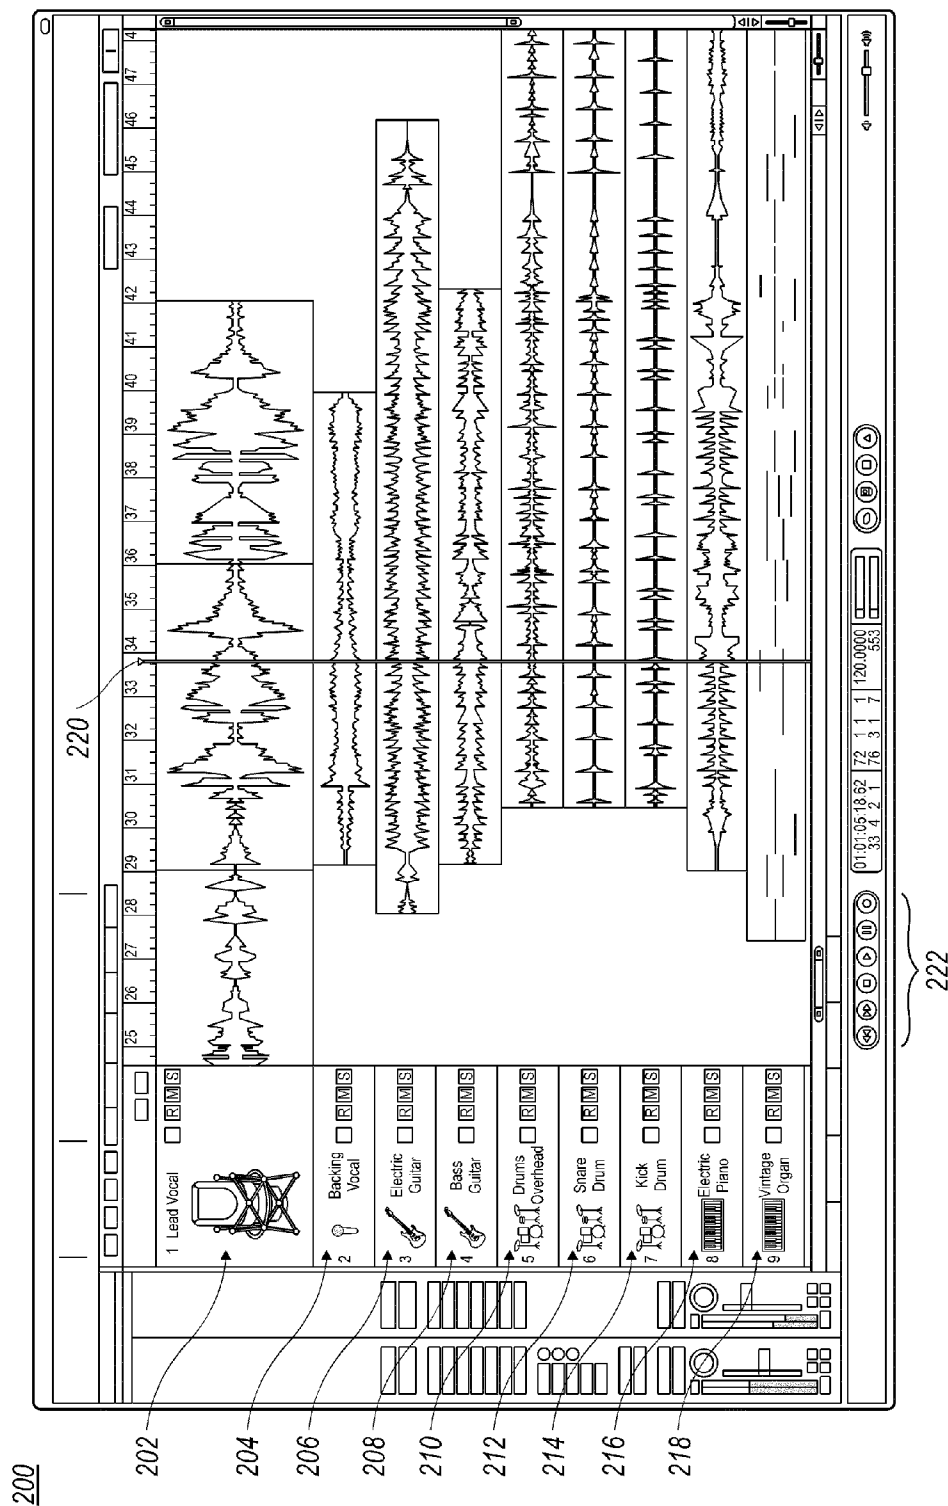 200
220
25 26 27 28 29 30 31 32 33 34 35 36 37 38 39 40 41 42 43 44 45 46 47 4
202
1 Lead Vocal
R M S
204
2 Backing Vocal
R M S
206
3 Electric Guitar
R M S
208
4 Bass Guitar
R M S
210
5 Drums Overhead
R M S
212
6 Snare Drum
R M S
214
7 Kick Drum
R M S
216
8 Electric Piano
R M S
218
9 Vintage Organ
R M S
01:01:05:18.62 72 1 1 1 120.0000
33 4 2 1 76 3 1 7 553
222